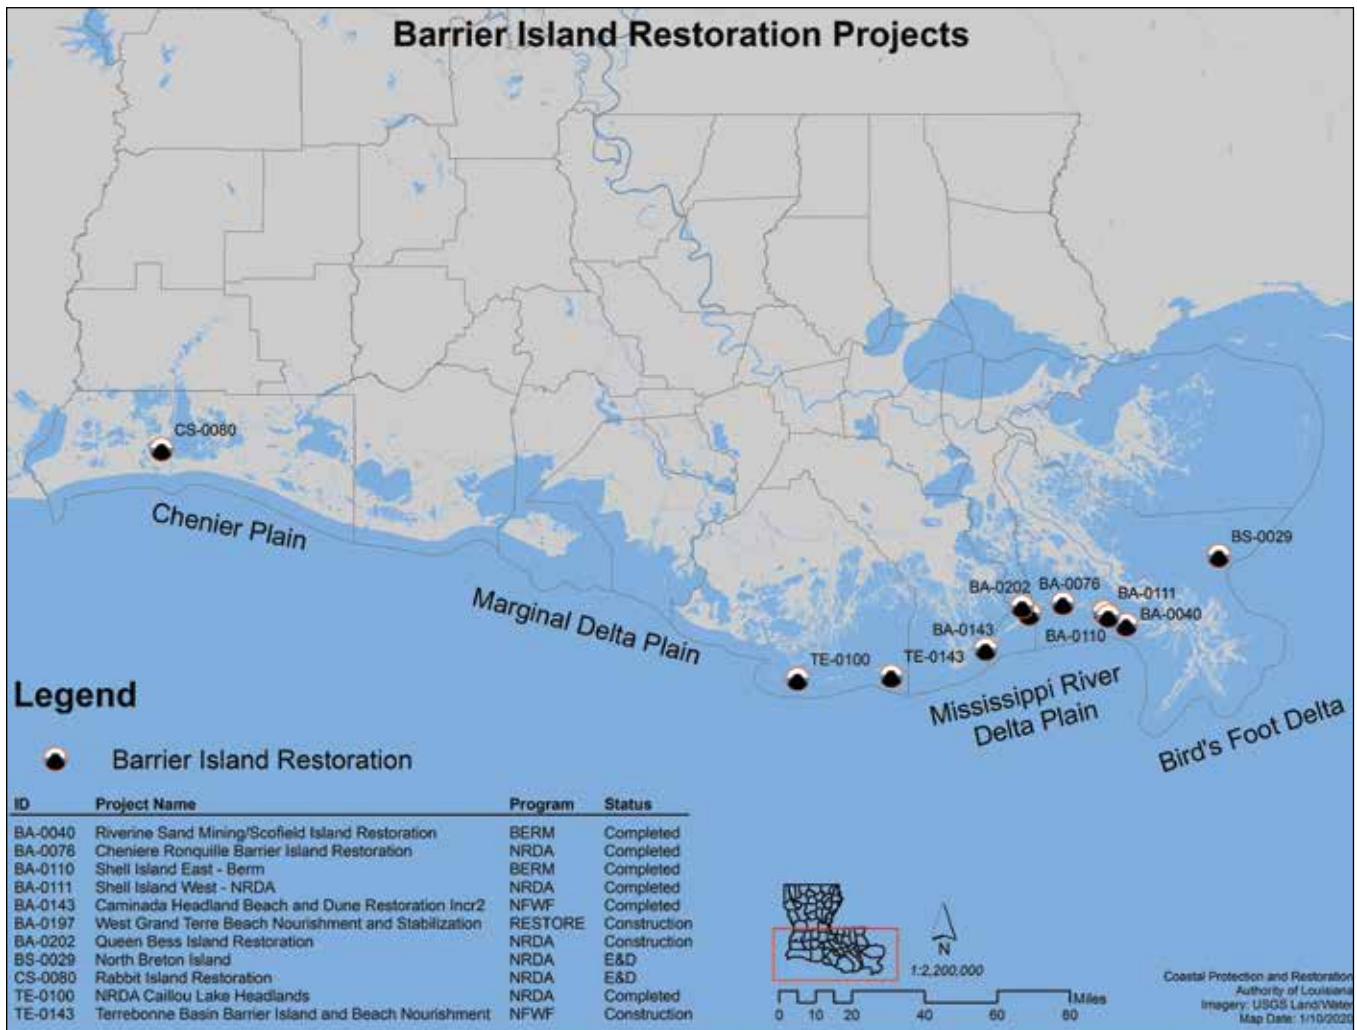 Barrier Island Restoration Projects
CS-0080
Chenier Plain
BS-0029
BA-0202
BA-0076
BA-0111
BA-0040
BA-0143
BA-0110
Marginal Delta Plain
TE-0100
TE-0143
Mississippi River
Delta Plain
Bird's Foot Delta
Legend
Barrier Island Restoration
ID Project Name Program Status
BA-0040 Riverine Sand Mining/Scofield Island Restoration BERM Completed
BA-0076 Cheniere Ronquille Barrier Island Restoration NRDA Completed
BA-0110 Shell Island East - Berm BERM Completed
BA-0111 Shell Island West - NRDA NRDA Completed
BA-0143 Caminada Headland Beach and Dune Restoration Incr2 NFWF Completed
BA-0197 West Grand Terre Beach Nourishment and Stabilization RESTORE Construction
BA-0202 Queen Bess Island Restoration NRDA Construction
BS-0029 North Breton Island NRDA E&D
CS-0080 Rabbit Island Restoration NRDA E&D
TE-0100 NRDA Caillou Lake Headlands NRDA Completed
TE-0143 Terrebonne Basin Barrier Island and Beach Nourishment NFWF Construction
N
1:2,200,000
Miles
0 10 20 40 60 80
Coastal Protection and Restoration
Authority of Louisiana
Imagery: USGS Land/Water
Map Date: 1/10/2020